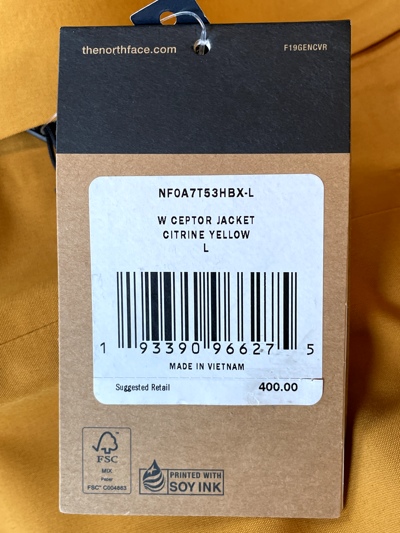 thenorthface.com F19GENCVR
NF0A7T53HBX-L
W CEPTOR JACKET
CITRINE YELLOW
L
1 93390 96627 5
MADE IN VIETNAM
Suggested Retail 400.00
FSC
MIX
Paper
FSC® C004863
PRINTED WITH
SOY INK